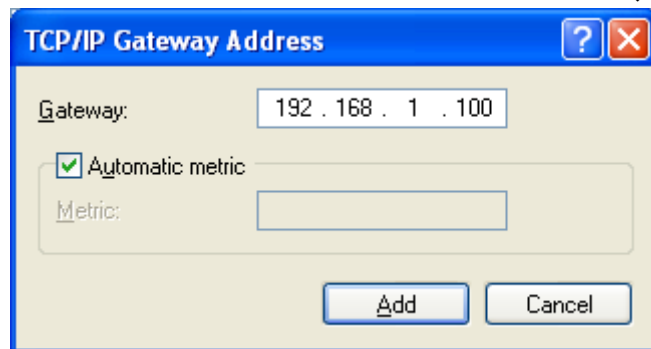 TCP/IP Gateway Address
Gateway: 192 . 168 . 1 . 100
Automatic metric
Metric:
Add Cancel